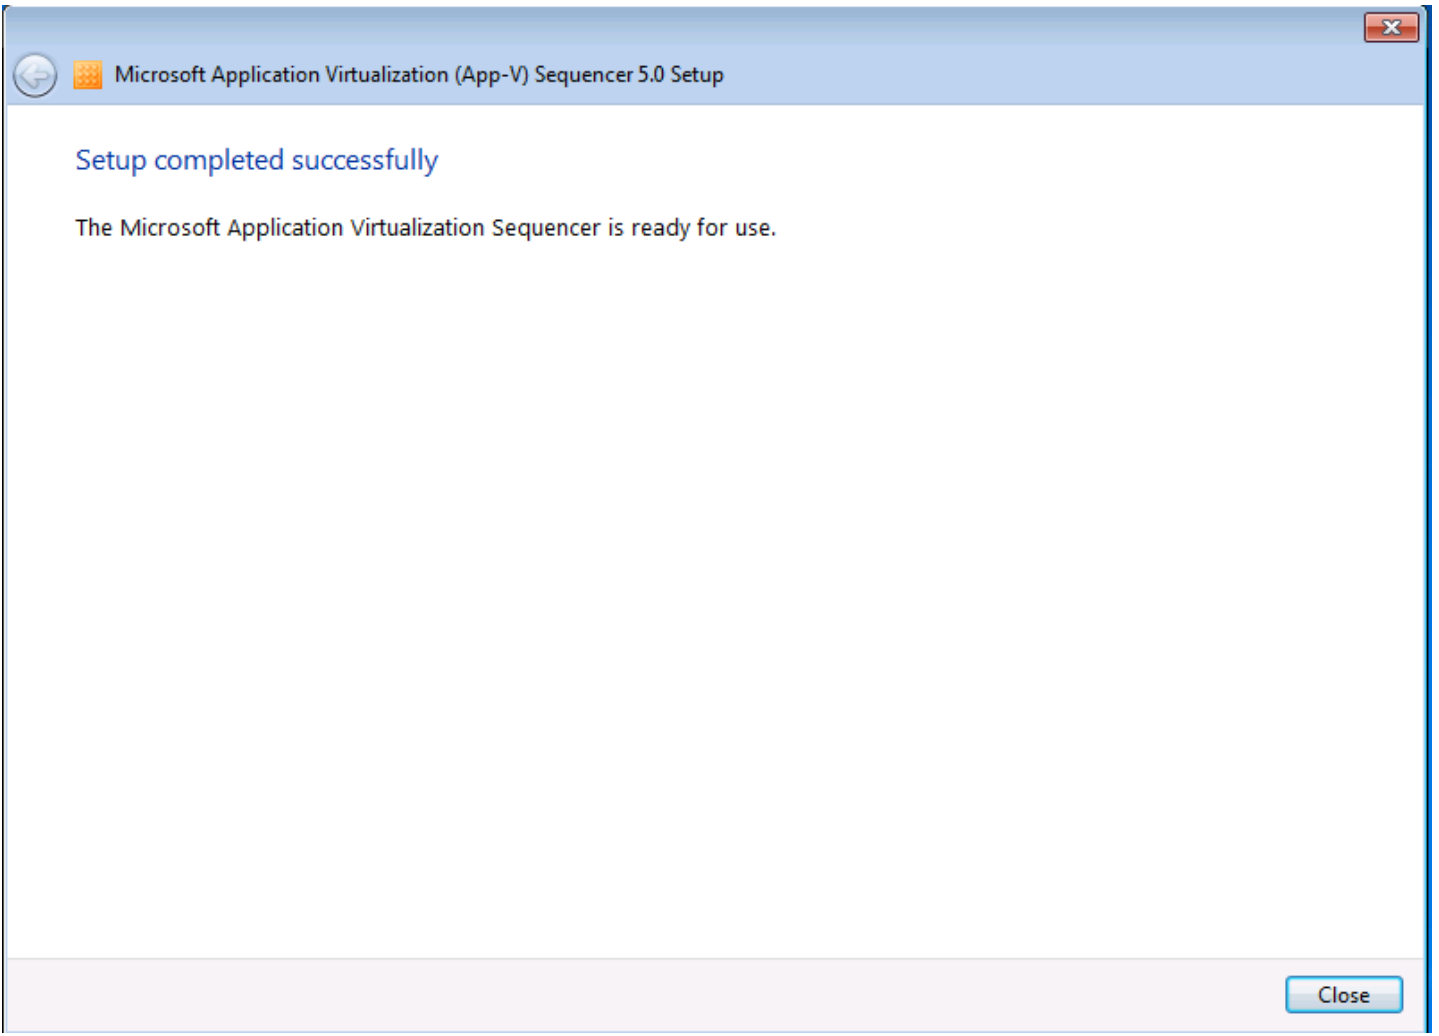 Microsoft Application Virtualization (App-V) Sequencer 5.0 Setup
Setup completed successfully
The Microsoft Application Virtualization Sequencer is ready for use.
Close